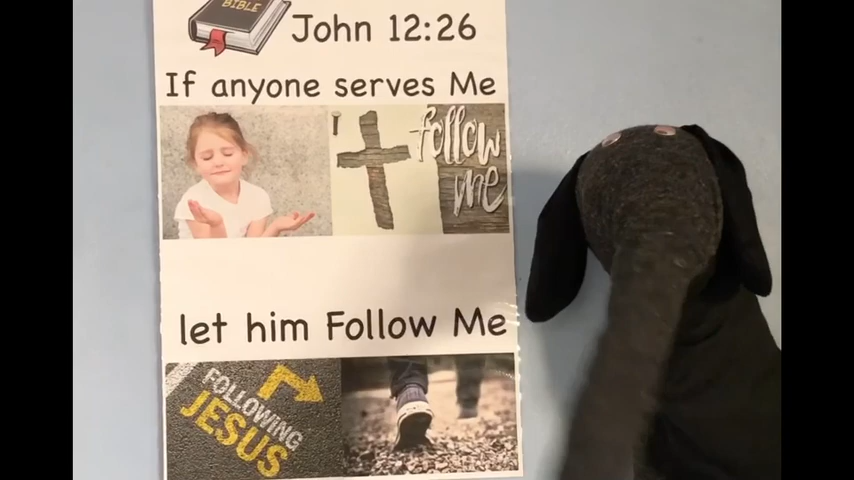 BIBLE
John 12:26
If anyone serves Me
follow
me
let him Follow Me
FOLLOWING
JESUS